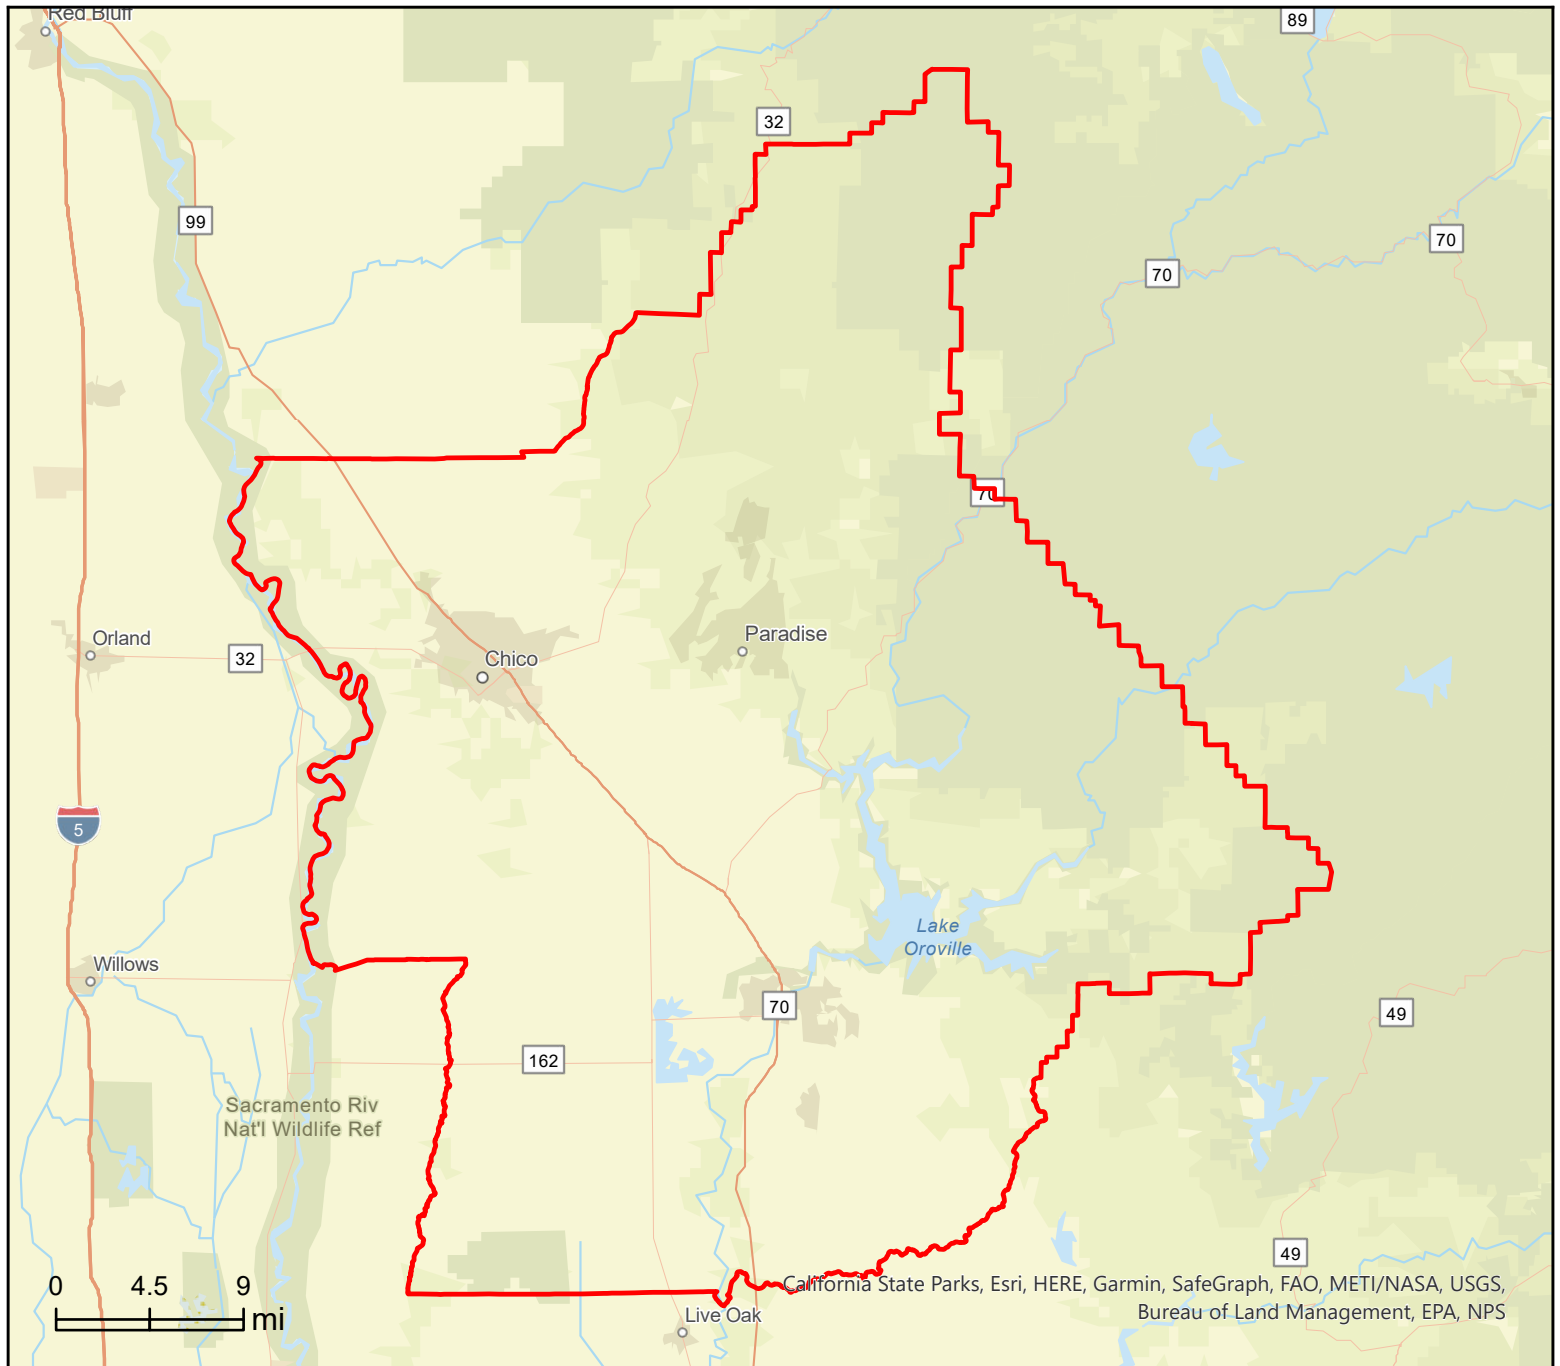 Red Bluff
89
32
99
70
70
70
Orland
32
Chico
Paradise
5
Lake
Oroville
Willows
70
49
162
Sacramento Riv
Nat'l Wildlife Ref
49
0 4.5 9
mi
California State Parks, Esri, HERE, Garmin, SafeGraph, FAO, METI/NASA, USGS,
Bureau of Land Management, EPA, NPS
Live Oak